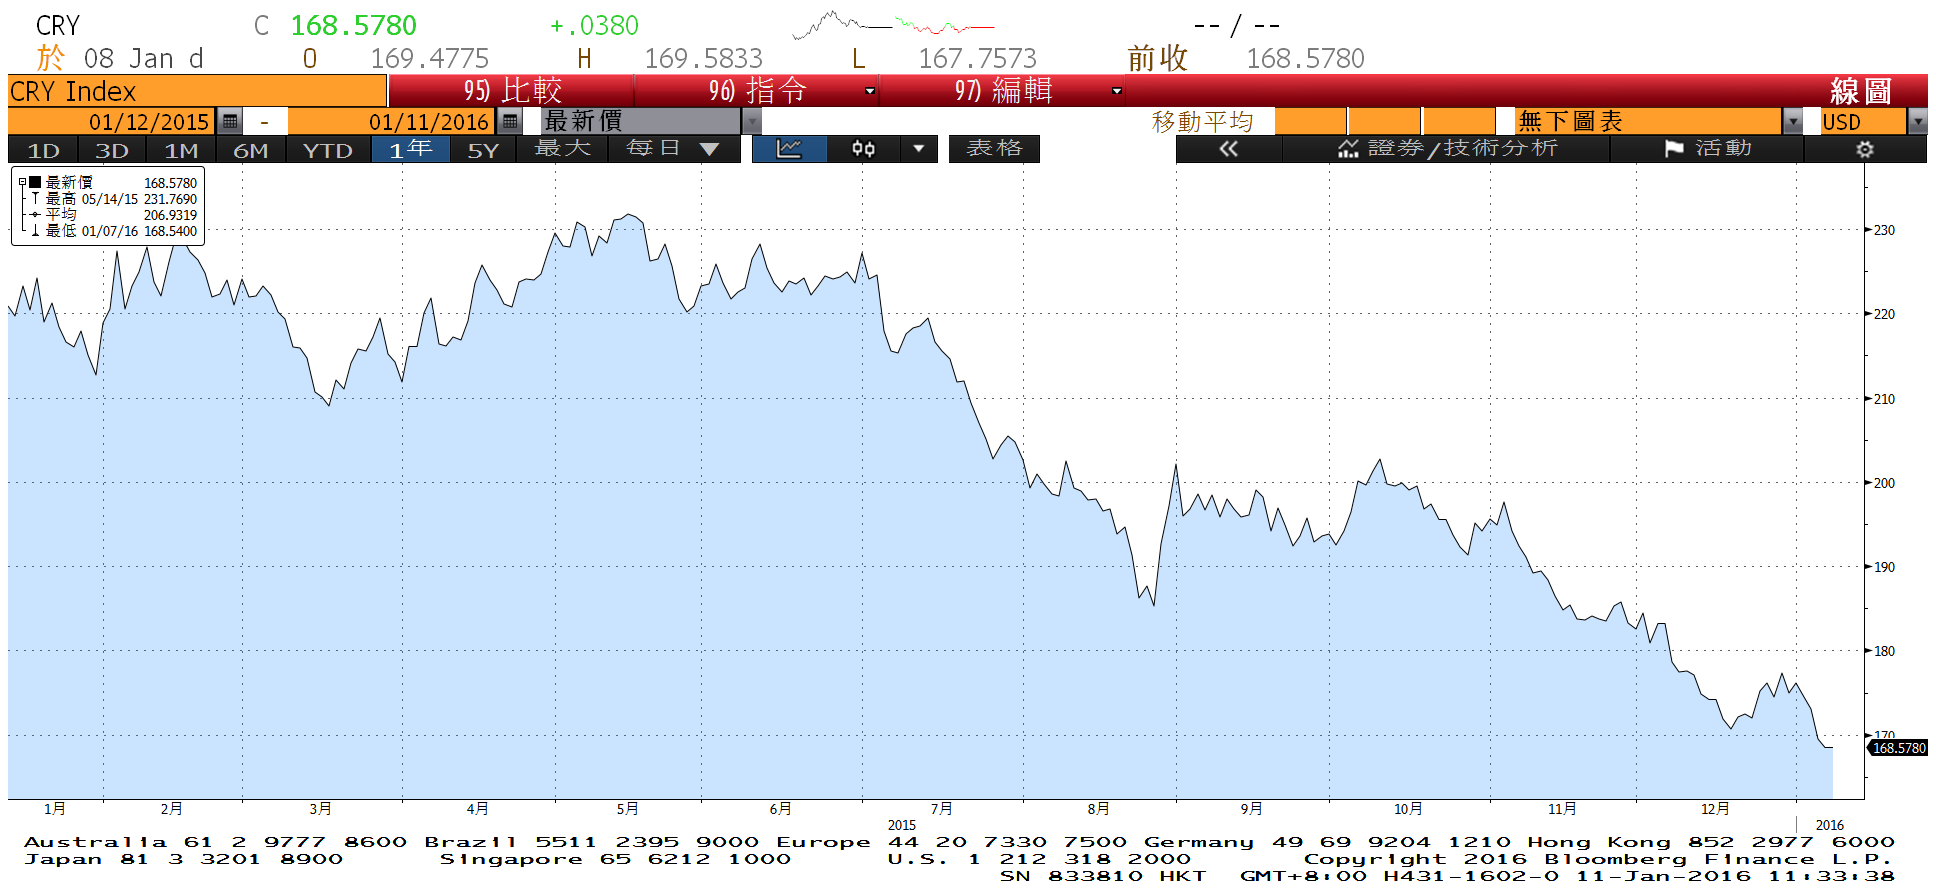 CRY C 168.5780 +.0380 -- / --
於 08 Jan d O 169.4775 H 169.5833 L 167.7573 前收 168.5780
CRY Index 95) 比較 96) 指令 97) 編輯 線圖
01/12/2015 - 01/11/2016 最新價 移動平均 無下圖表 USD
1D 3D 1M 6M YTD 1年 5Y 最大 每日 表格 證券/技術分析 活動
最新價 168.5780
最高 05/14/15 231.7690
平均 206.9319
最低 01/07/16 168.5400
230
220
210
200
190
180
170
168.5780
1月 2月 3月 4月 5月 6月 7月 8月 9月 10月 11月 12月
2015 2016
Australia 61 2 9777 8600 Brazil 5511 2395 9000 Europe 44 20 7330 7500 Germany 49 69 9204 1210 Hong Kong 852 2977 6000
Japan 81 3 3201 8900 Singapore 65 6212 1000 U.S. 1 212 318 2000 Copyright 2016 Bloomberg Finance L.P.
SN 833810 HKT GMT+8:00 H431-1602-0 11-Jan-2016 11:33:38